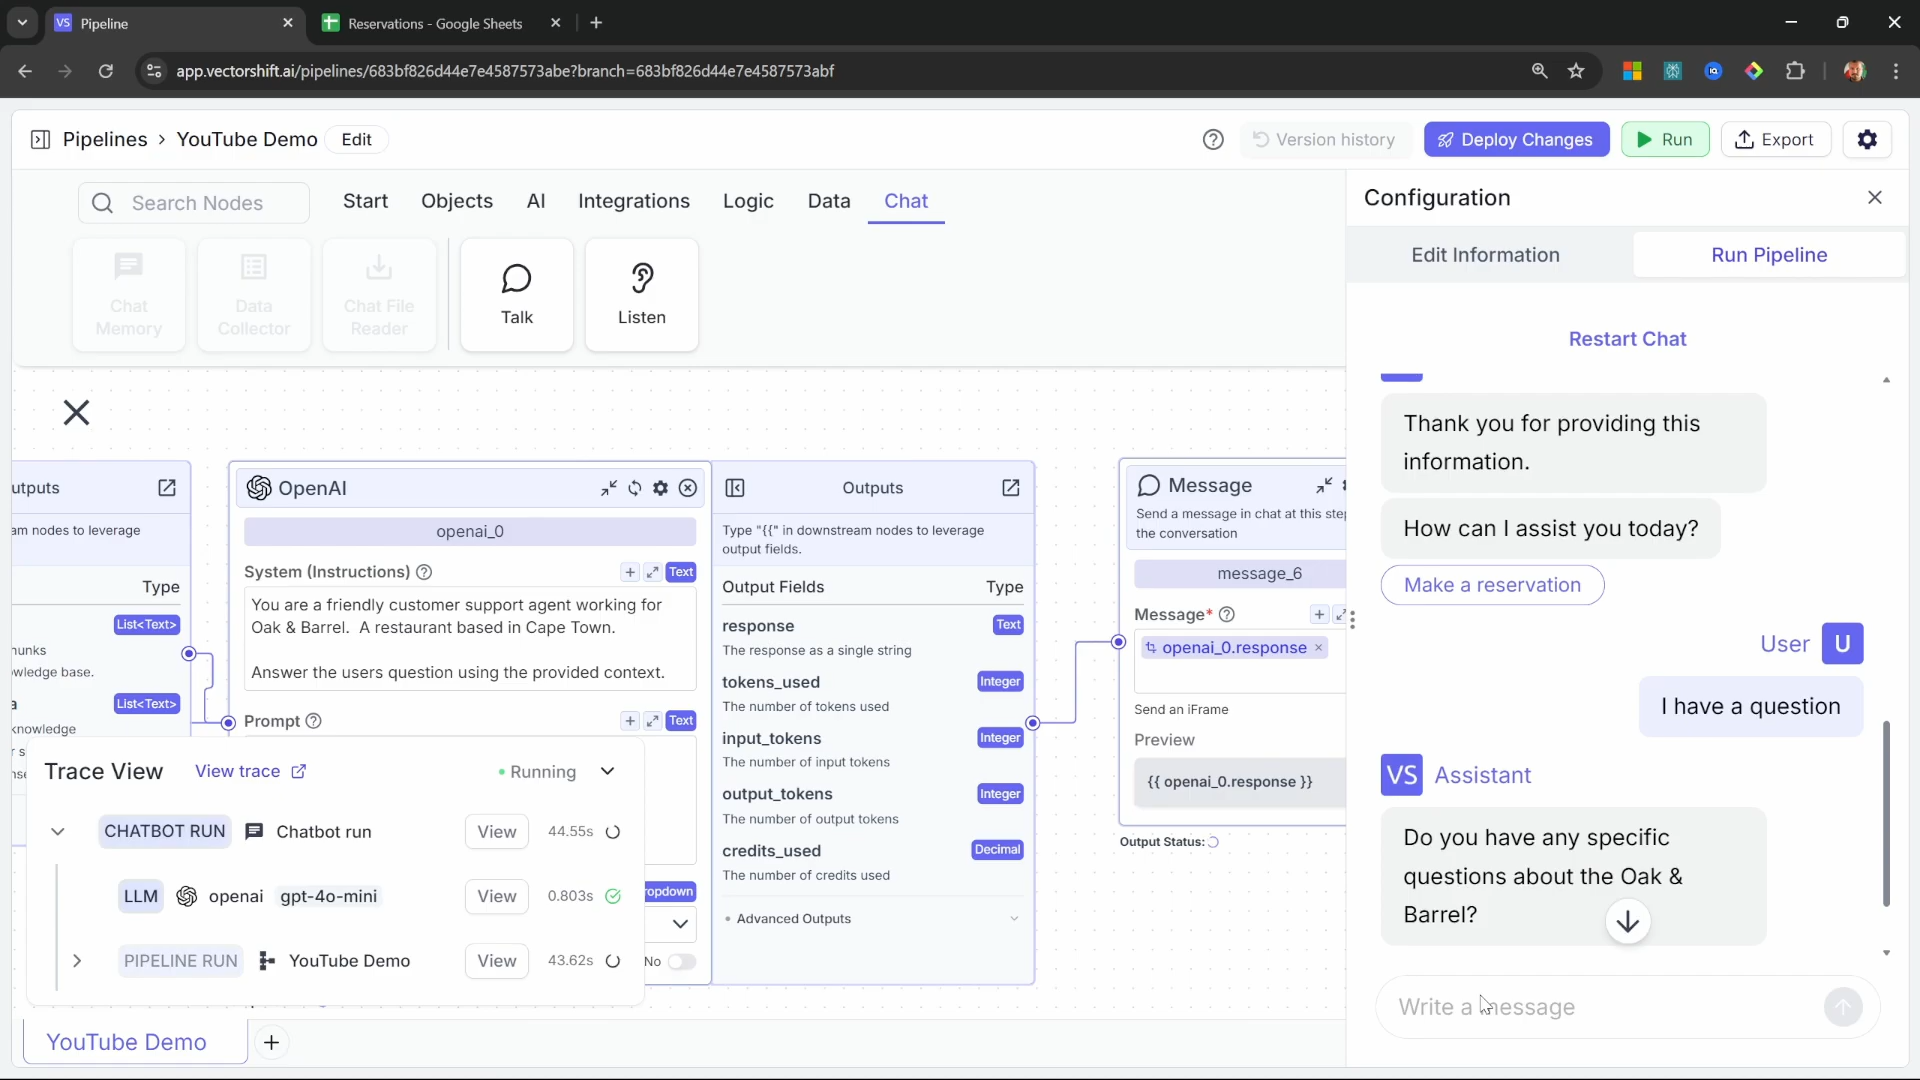 VS Pipeline
Reservations - Google Sheets
app.vectorshift.ai/pipelines/683bf826d44e7e4587573abe?branch=683bf826d44e7e4587573abf
Pipelines > YouTube Demo Edit
Version history
Deploy Changes
Run
Export
Search Nodes
Start Objects AI Integrations Logic Data Chat
Chat Memory
Data Collector
Chat File Reader
Talk
Listen
utputs
am nodes to leverage
Type
List<Text>
hunks
wledge base.
a
List<Text>
knowledge
OpenAI
openai_0
System (Instructions)
Text
You are a friendly customer support agent working for
Oak & Barrel. A restaurant based in Cape Town.
Answer the users question using the provided context.
Prompt
Text
ropdown
No
Outputs
Type "{{" in downstream nodes to leverage
output fields.
Output Fields Type
response Text
The response as a single string
tokens_used Integer
The number of tokens used
input_tokens Integer
The number of input tokens
output_tokens Integer
The number of output tokens
credits_used Decimal
The number of credits used
Advanced Outputs
Message
Send a message in chat at this step
the conversation
message_6
Message*
openai_0.response ×
Send an iFrame
Preview
{{ openai_0.response }}
Output Status:
Trace View View trace Running
CHATBOT RUN Chatbot run View 44.55s
LLM openai gpt-4o-mini View 0.803s
PIPELINE RUN YouTube Demo View 43.62s
YouTube Demo
Configuration
Edit Information Run Pipeline
Restart Chat
Thank you for providing this
information.
How can I assist you today?
Make a reservation
User U
I have a question
VS Assistant
Do you have any specific
questions about the Oak &
Barrel?
Write a message